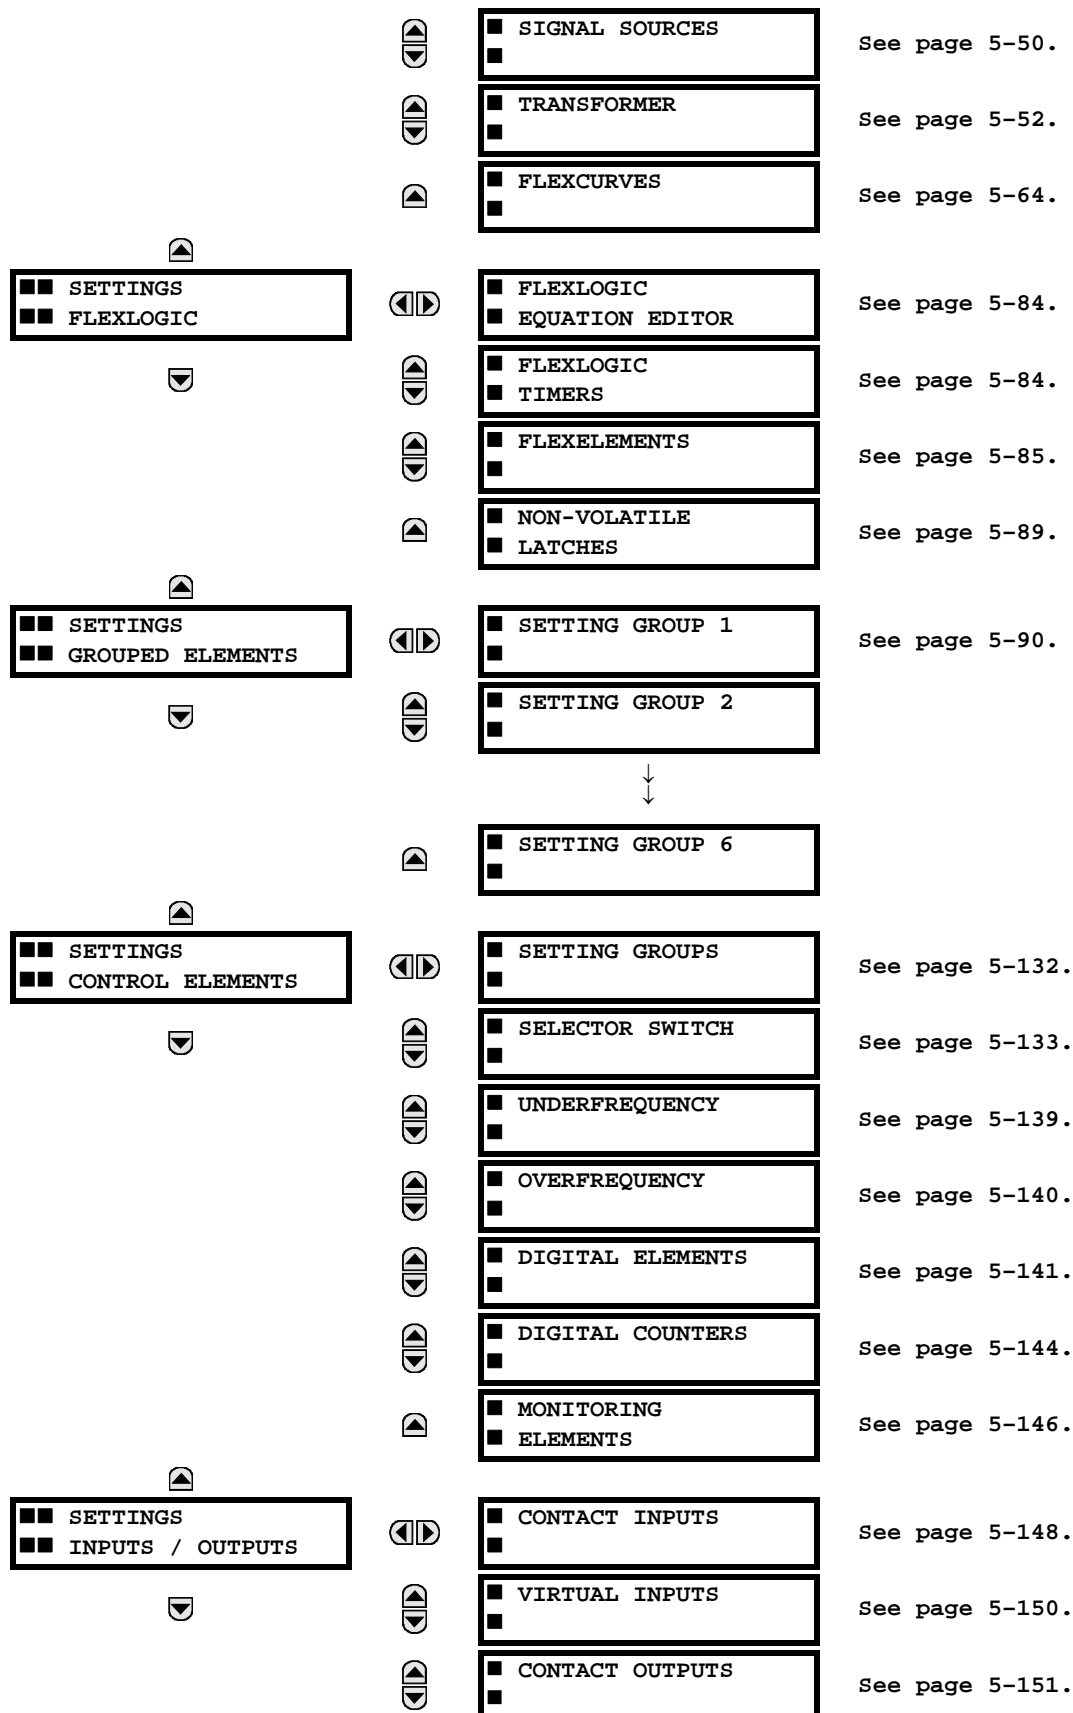 SIGNAL SOURCES
See page 5-50.
TRANSFORMER
See page 5-52.
FLEXCURVES
See page 5-64.
SETTINGS
FLEXLOGIC
FLEXLOGIC
EQUATION EDITOR
See page 5-84.
FLEXLOGIC
TIMERS
See page 5-84.
FLEXELEMENTS
See page 5-85.
NON-VOLATILE
LATCHES
See page 5-89.
SETTINGS
GROUPED ELEMENTS
SETTING GROUP 1
See page 5-90.
SETTING GROUP 2
↓
↓
SETTING GROUP 6
SETTINGS
CONTROL ELEMENTS
SETTING GROUPS
See page 5-132.
SELECTOR SWITCH
See page 5-133.
UNDERFREQUENCY
See page 5-139.
OVERFREQUENCY
See page 5-140.
DIGITAL ELEMENTS
See page 5-141.
DIGITAL COUNTERS
See page 5-144.
MONITORING
ELEMENTS
See page 5-146.
SETTINGS
INPUTS / OUTPUTS
CONTACT INPUTS
See page 5-148.
VIRTUAL INPUTS
See page 5-150.
CONTACT OUTPUTS
See page 5-151.